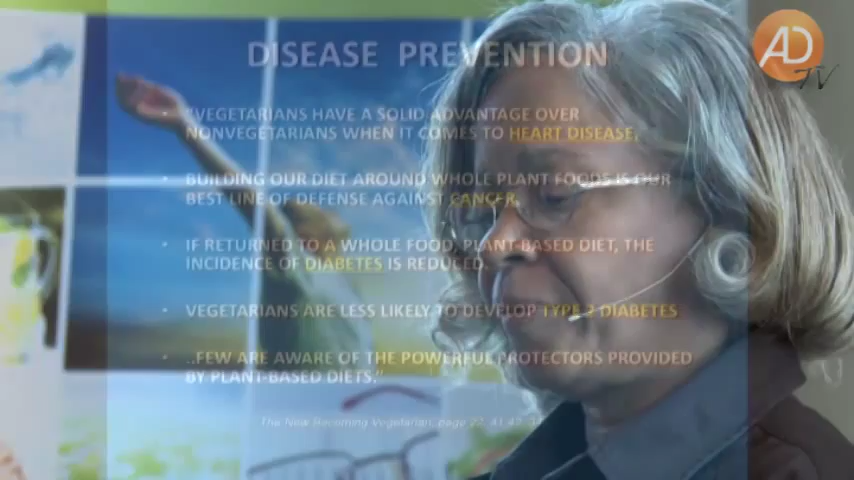 AD
TV
DISEASE PREVENTION
• "VEGETARIANS HAVE A SOLID ADVANTAGE OVER
NONVEGETARIANS WHEN IT COMES TO HEART DISEASE.
• BUILDING OUR DIET AROUND WHOLE PLANT FOODS IS OUR
BEST LINE OF DEFENSE AGAINST CANCER.
• IF RETURNED TO A WHOLE FOOD, PLANT-BASED DIET, THE
INCIDENCE OF DIABETES IS REDUCED.
• VEGETARIANS ARE LESS LIKELY TO DEVELOP TYPE 2 DIABETES
• ..FEW ARE AWARE OF THE POWERFUL PROTECTORS PROVIDED
BY PLANT-BASED DIETS."
The New Becoming Vegetarian, page 22,